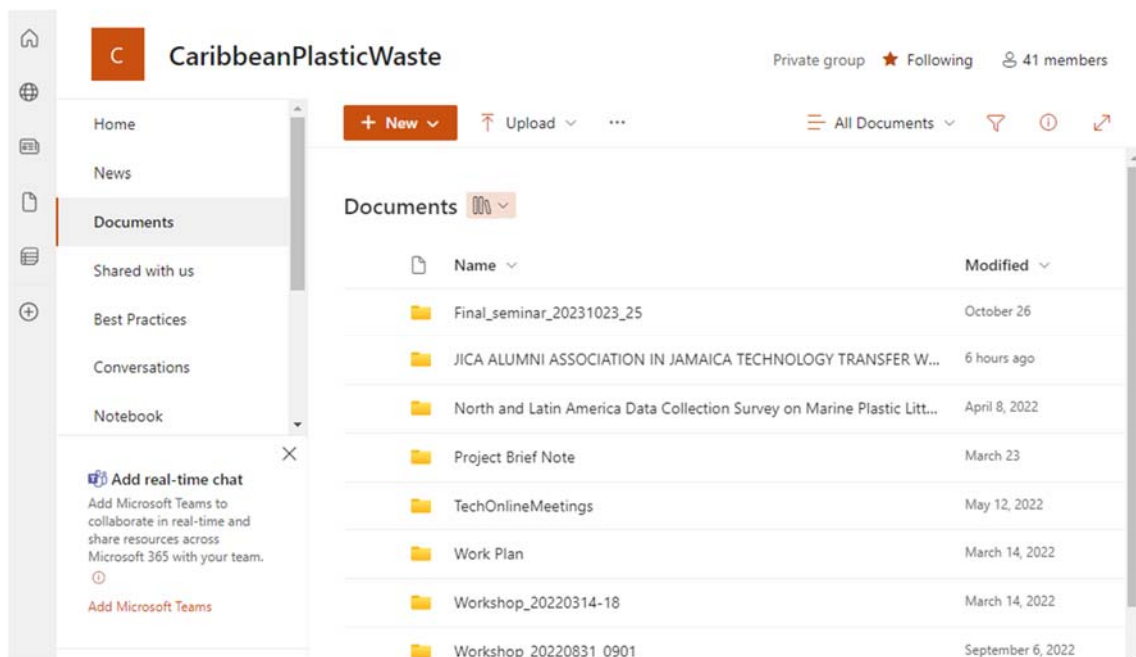 C
CaribbeanPlasticWaste
Private group
Following
41 members
Home
News
Documents
Shared with us
Best Practices
Conversations
Notebook
Add real-time chat
Add Microsoft Teams to
collaborate in real-time and
share resources across
Microsoft 365 with your team.
Add Microsoft Teams
New
Upload
...
All Documents
Documents
Name
Modified
Final_seminar_20231023_25
October 26
JICA ALUMNI ASSOCIATION IN JAMAICA TECHNOLOGY TRANSFER W...
6 hours ago
North and Latin America Data Collection Survey on Marine Plastic Litt...
April 8, 2022
Project Brief Note
March 23
TechOnlineMeetings
May 12, 2022
Work Plan
March 14, 2022
Workshop_20220314-18
March 14, 2022
Workshop_20220831_0901
September 6, 2022